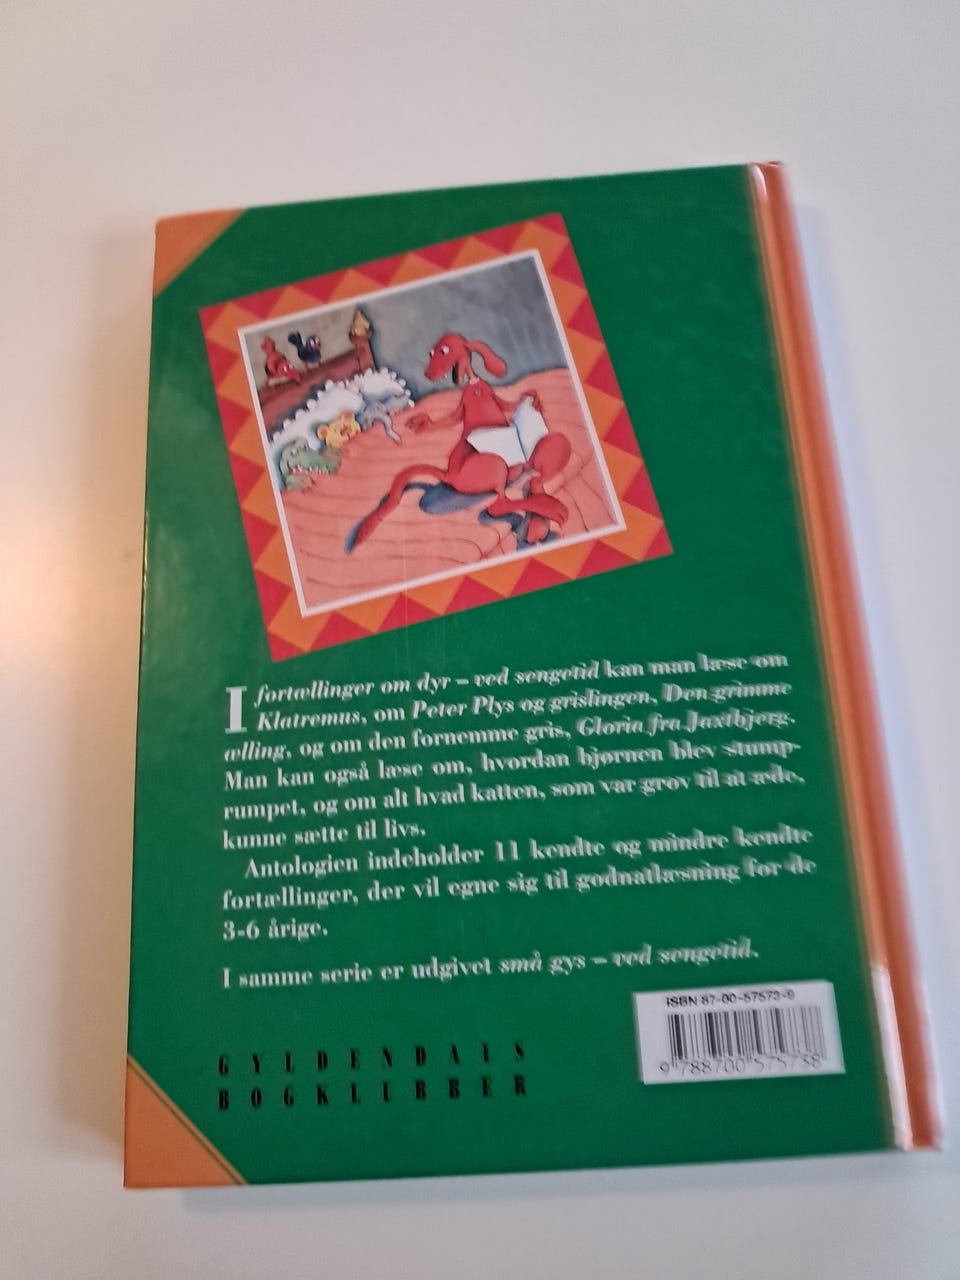 I fortællinger om dyr – ved sengetid kan man læse om
Klatremus, om Peter Plys og grislingen, Den grimme
ælling, og om den fornemme gris, Gloria fra Jaxtbjerg.
Man kan også læse om, hvordan bjørnen blev stump-
rumpet, og om alt hvad katten, som var grov til at æde,
kunne sætte til livs.
Antologien indeholder 11 kendte og mindre kendte
fortællinger, der vil egne sig til godnatlæsning for de
3-6 årige.
I samme serie er udgivet små gys – ved sengetid.
ISBN 87-00-57573-9
9 788700 575738
GYLDENDALS
BOGKLUBBER